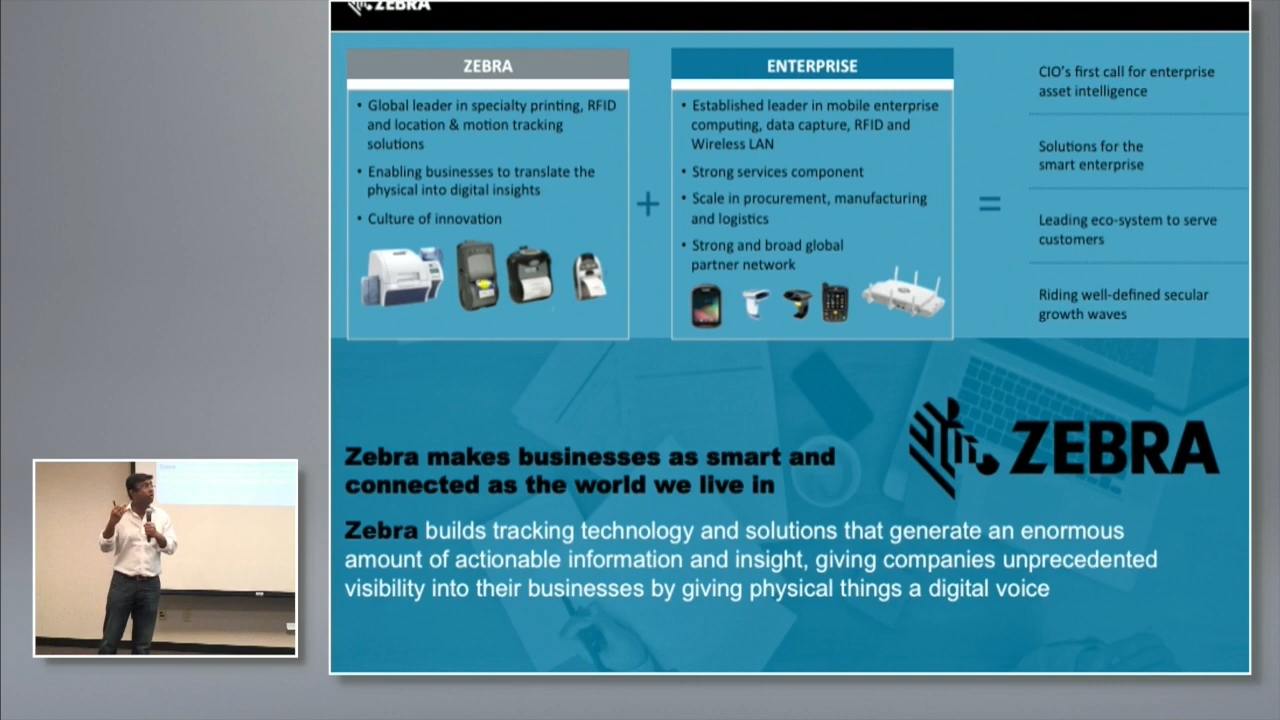 ZEBRA
ZEBRA
• Global leader in specialty printing, RFID
and location & motion tracking
solutions
• Enabling businesses to translate the
physical into digital insights
• Culture of innovation
+
ENTERPRISE
• Established leader in mobile enterprise
computing, data capture, RFID and
Wireless LAN
• Strong services component
• Scale in procurement, manufacturing
and logistics
• Strong and broad global
partner network
=
CIO's first call for enterprise
asset intelligence
Solutions for the
smart enterprise
Leading eco-system to serve
customers
Riding well-defined secular
growth waves
ZEBRA
Zebra makes businesses as smart and
connected as the world we live in
Zebra builds tracking technology and solutions that generate an enormous
amount of actionable information and insight, giving companies unprecedented
visibility into their businesses by giving physical things a digital voice